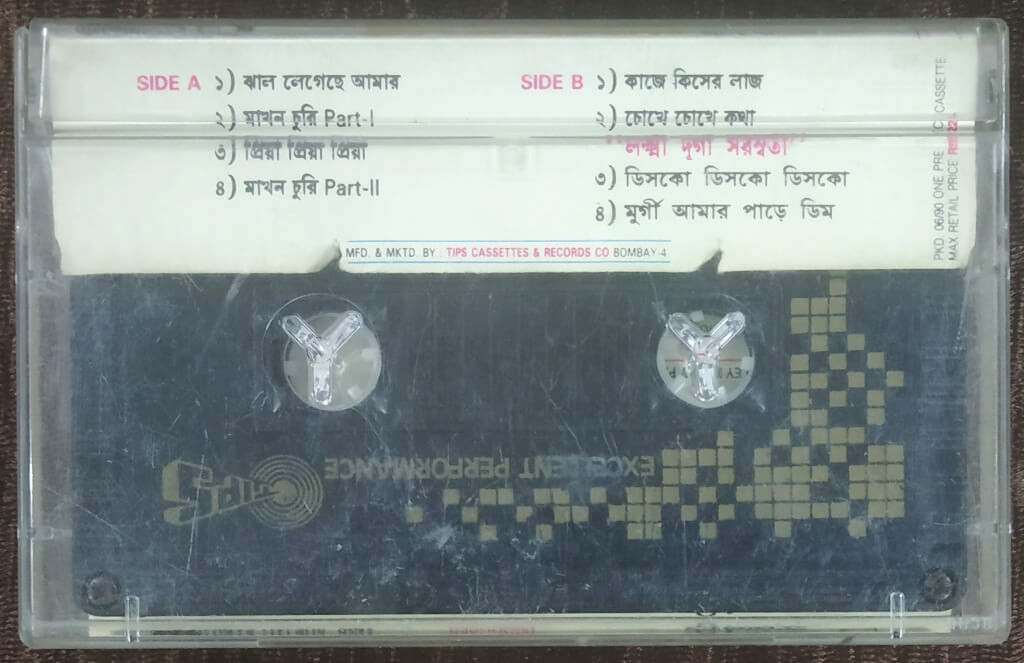 SIDE A ১) ঝাল লেগেছে আমার
২) মাখন চুরি Part-I
৩) প্রিয়া প্রিয়া প্রিয়া
৪) মাখন চুরি Part-II
SIDE B ১) কাজে কিসের লাজ
২) চোখে চোখে কথা
"লক্ষ্মী দূর্গা সরস্বতী"
৩) ডিসকো ডিসকো ডিসকো
৪) মুর্গী আমার পাড়ে ডিম
MFD. & MKTD. BY : TIPS CASSETTES & RECORDS CO BOMBAY-4
PKD. 06/90 ONE PRE CASSETTE
MAX RETAIL PRICE
EXCELLENT PERFORMANCE
TIPS